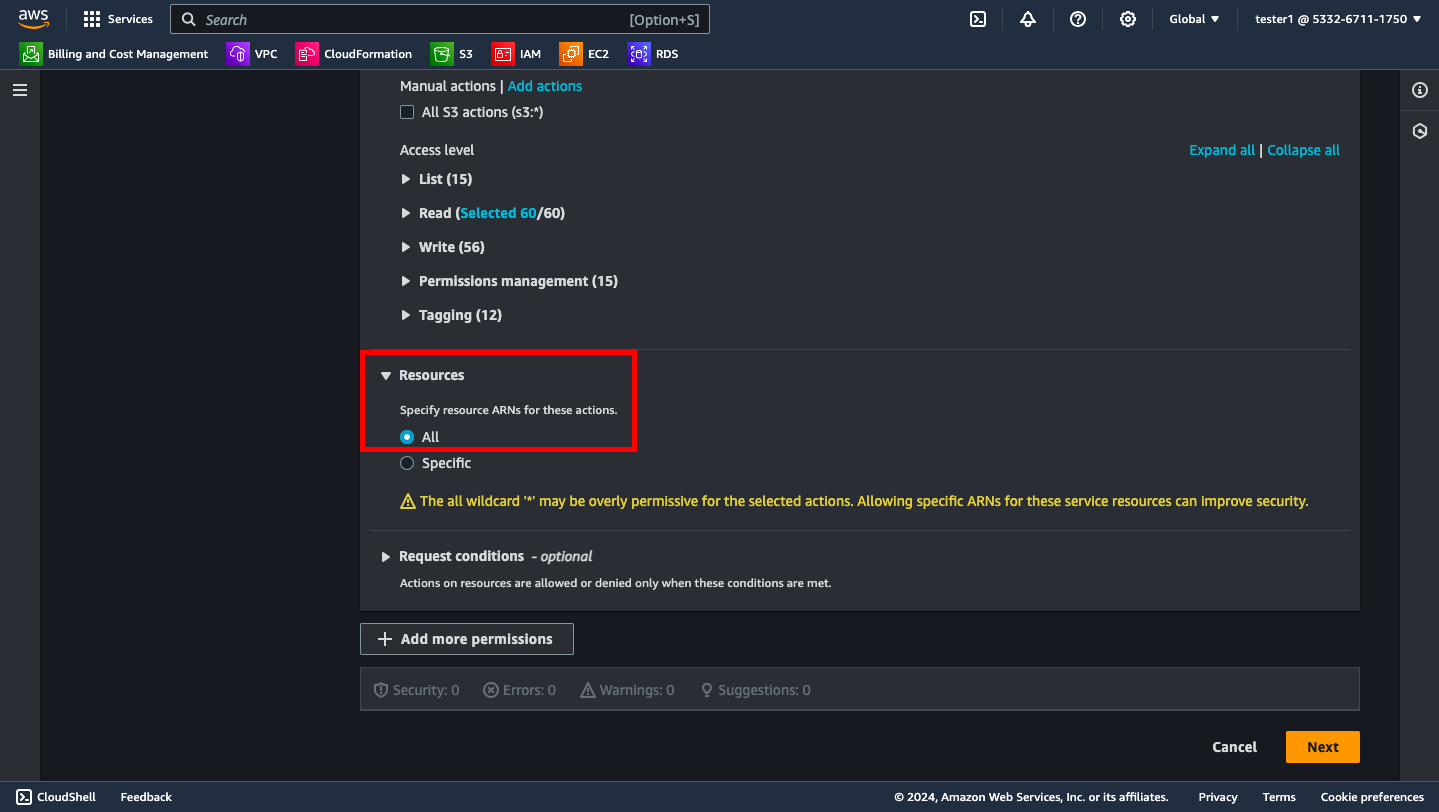 aws
Services
Search [Option+S]
Global
tester1 @ 5332-6711-1750
Billing and Cost Management
VPC
CloudFormation
S3
IAM
EC2
RDS
Manual actions | Add actions
All S3 actions (s3:*)
Access level
Expand all | Collapse all
List (15)
Read (Selected 60/60)
Write (56)
Permissions management (15)
Tagging (12)
Resources
Specify resource ARNs for these actions.
All
Specific
The all wildcard '*' may be overly permissive for the selected actions. Allowing specific ARNs for these service resources can improve security.
Request conditions - optional
Actions on resources are allowed or denied only when these conditions are met.
Add more permissions
Security: 0
Errors: 0
Warnings: 0
Suggestions: 0
Cancel
Next
CloudShell
Feedback
© 2024, Amazon Web Services, Inc. or its affiliates.
Privacy
Terms
Cookie preferences